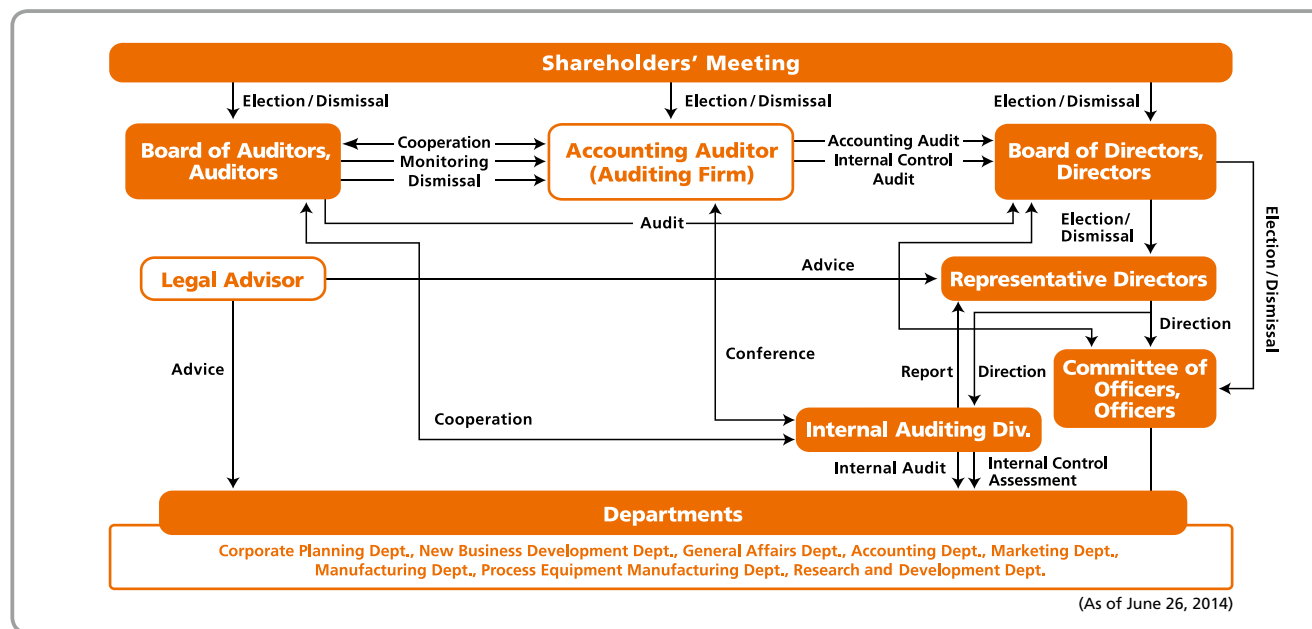 Shareholders' Meeting
Election / Dismissal
Election / Dismissal
Election / Dismissal
Board of Auditors,
Auditors
Cooperation
Monitoring
Dismissal
Accounting Auditor
(Auditing Firm)
Accounting Audit
Internal Control
Audit
Board of Directors,
Directors
Audit
Election/
Dismissal
Election / Dismissal
Legal Advisor
Advice
Representative Directors
Direction
Advice
Conference
Report
Direction
Committee of
Officers,
Officers
Cooperation
Internal Auditing Div.
Internal Audit
Internal Control
Assessment
Departments
Corporate Planning Dept., New Business Development Dept., General Affairs Dept., Accounting Dept., Marketing Dept.,
Manufacturing Dept., Process Equipment Manufacturing Dept., Research and Development Dept.
(As of June 26, 2014)